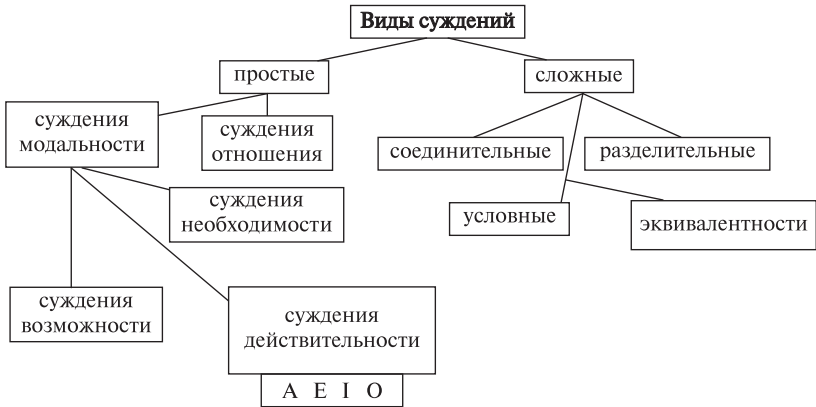 Виды суждений
простые
сложные
суждения
модальности
суждения
отношения
соединительные
разделительные
суждения
необходимости
условные
эквивалентности
суждения
возможности
суждения
действительности
А Е I О